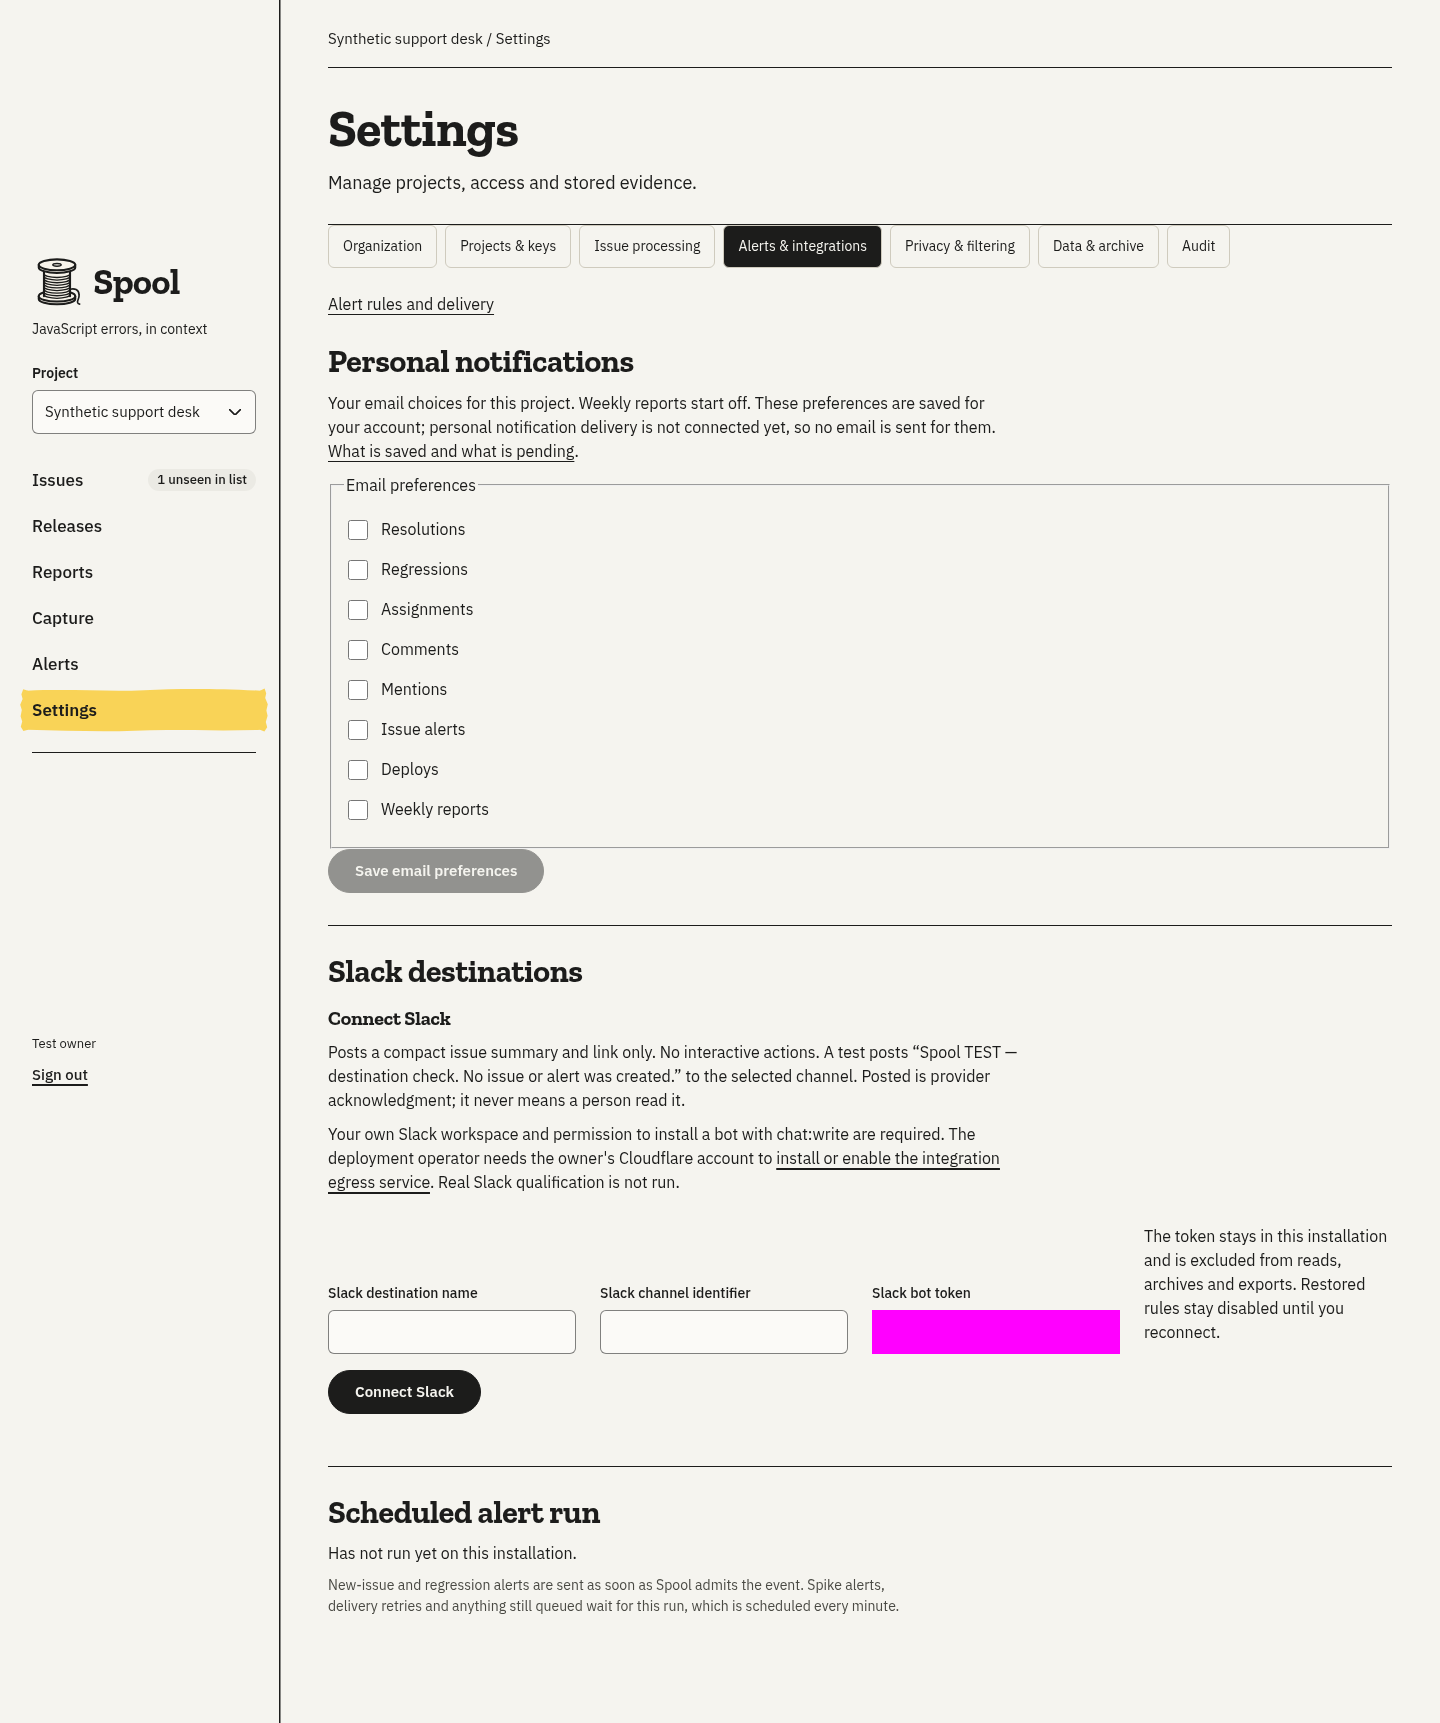 Spool
JavaScript errors, in context
Project
Synthetic support desk
Issues
1 unseen in list
Releases
Reports
Capture
Alerts
Settings
Test owner
Sign out
Synthetic support desk / Settings
Settings
Manage projects, access and stored evidence.
Organization
Projects & keys
Issue processing
Alerts & integrations
Privacy & filtering
Data & archive
Audit
Alert rules and delivery
Personal notifications
Your email choices for this project. Weekly reports start off. These preferences are saved for
your account; personal notification delivery is not connected yet, so no email is sent for them.
What is saved and what is pending.
Email preferences
Resolutions
Regressions
Assignments
Comments
Mentions
Issue alerts
Deploys
Weekly reports
Save email preferences
Slack destinations
Connect Slack
Posts a compact issue summary and link only. No interactive actions. A test posts “Spool TEST —
destination check. No issue or alert was created.” to the selected channel. Posted is provider
acknowledgment; it never means a person read it.
Your own Slack workspace and permission to install a bot with chat:write are required. The
deployment operator needs the owner's Cloudflare account to install or enable the integration
egress service. Real Slack qualification is not run.
Slack destination name
Slack channel identifier
Slack bot token
The token stays in this installation
and is excluded from reads,
archives and exports. Restored
rules stay disabled until you
reconnect.
Connect Slack
Scheduled alert run
Has not run yet on this installation.
New-issue and regression alerts are sent as soon as Spool admits the event. Spike alerts,
delivery retries and anything still queued wait for this run, which is scheduled every minute.